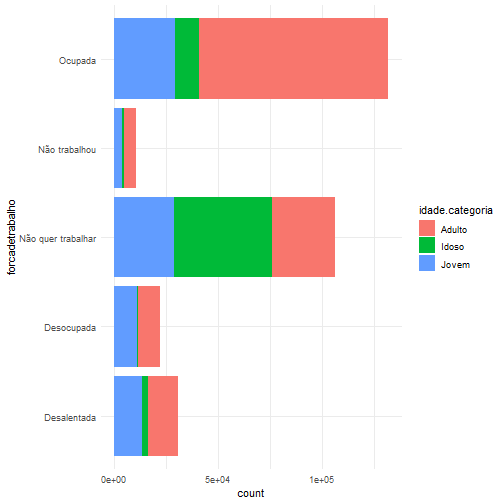 Ocupada
Não trabalhou
Não quer trabalhar
Desocupada
Desalentada
forcadetrabalho
0e+00 5e+04 1e+05
count
idade.categoria
Adulto
Idoso
Jovem